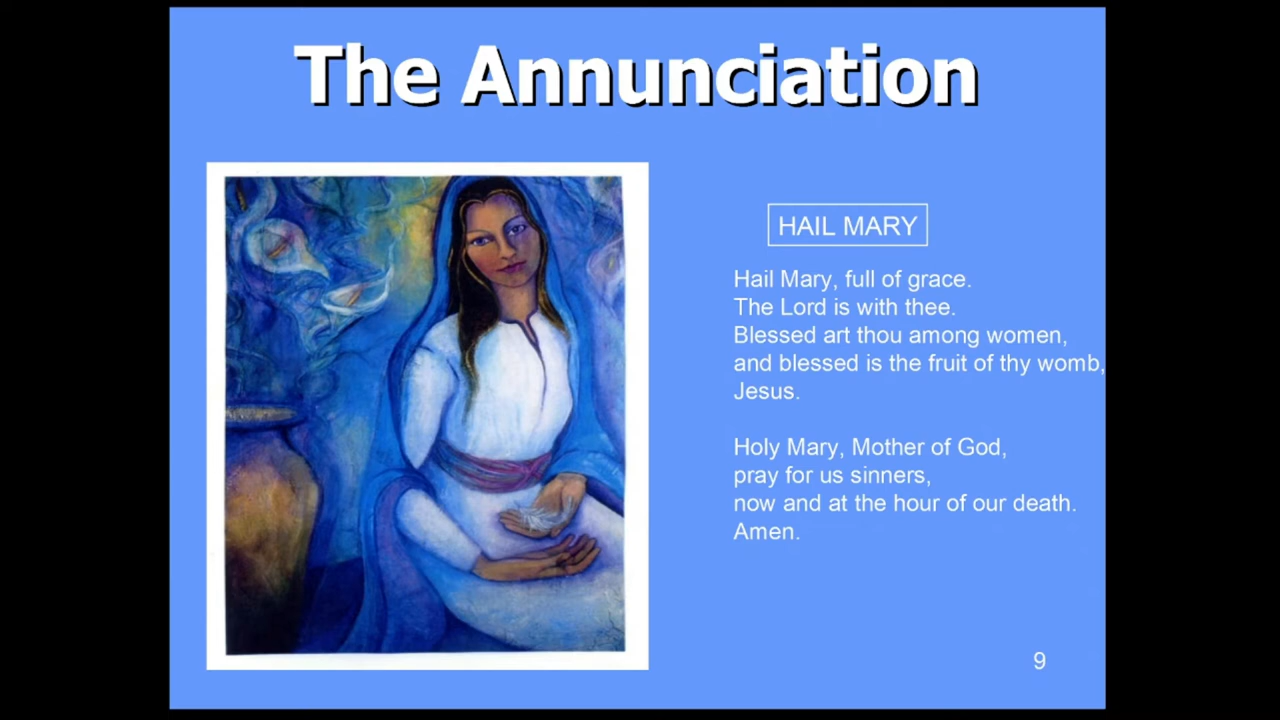 The Annunciation
HAIL MARY
Hail Mary, full of grace.
The Lord is with thee.
Blessed art thou among women,
and blessed is the fruit of thy womb,
Jesus.
Holy Mary, Mother of God,
pray for us sinners,
now and at the hour of our death.
Amen.
9